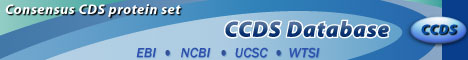 Consensus CDS protein set
CCDS Database
CCDS
EBI • NCBI • UCSC • WTSI